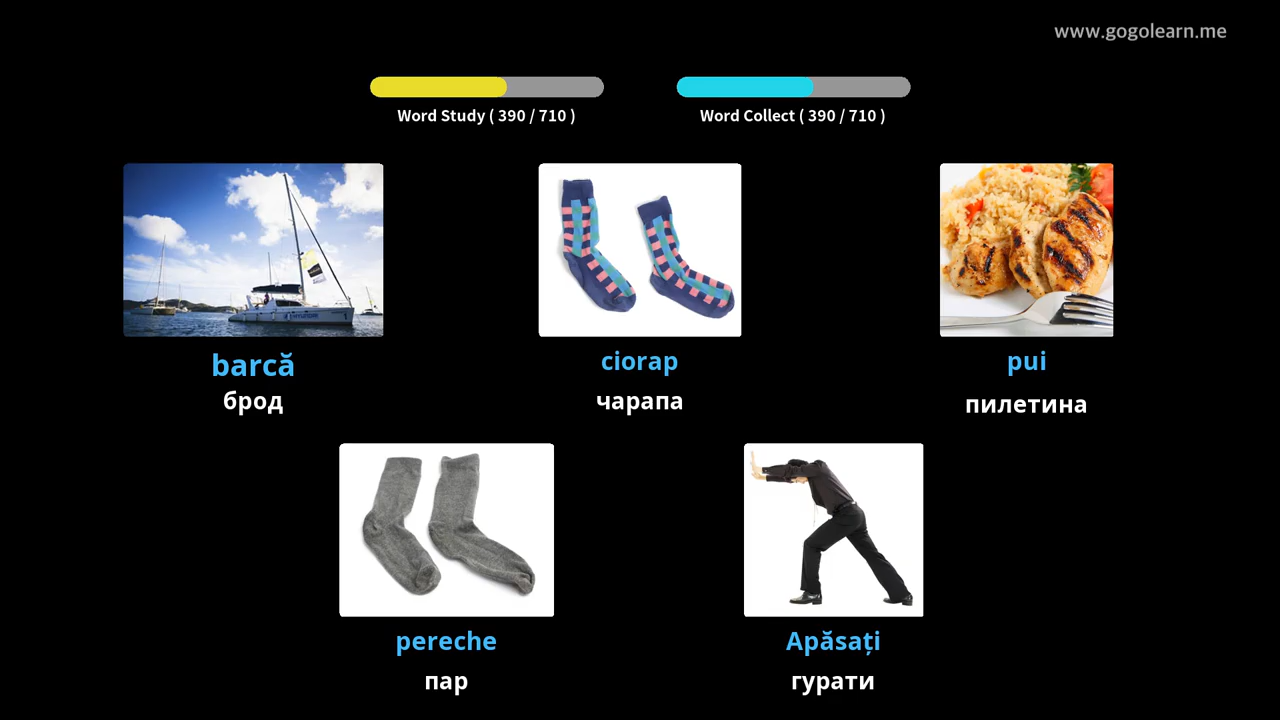 www.gogolearn.me
Word Study ( 390 / 710 )
Word Collect ( 390 / 710 )
barcă
брод
ciorap
чарапа
pui
пилетина
pereche
пар
Apăsați
гурати